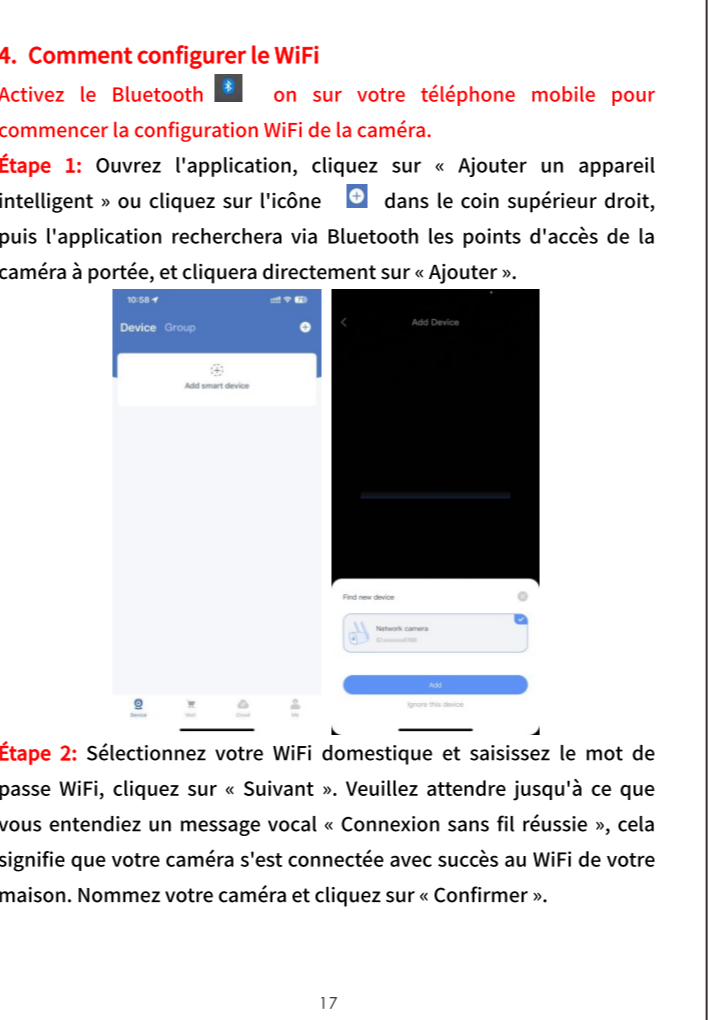 4. Comment configurer le WiFi
Activez le Bluetooth on sur votre téléphone mobile pour
commencer la configuration WiFi de la caméra.
Étape 1: Ouvrez l'application, cliquez sur « Ajouter un appareil
intelligent » ou cliquez sur l'icône dans le coin supérieur droit,
puis l'application recherchera via Bluetooth les points d'accès de la
caméra à portée, et cliquera directement sur « Ajouter ».
10:58
Device Group
Add smart device
Device Mall Cloud Me
Add Device
Find new device
Network camera
Add
Ignore this device
Étape 2: Sélectionnez votre WiFi domestique et saisissez le mot de
passe WiFi, cliquez sur « Suivant ». Veuillez attendre jusqu'à ce que
vous entendiez un message vocal « Connexion sans fil réussie », cela
signifie que votre caméra s'est connectée avec succès au WiFi de votre
maison. Nommez votre caméra et cliquez sur « Confirmer ».
17